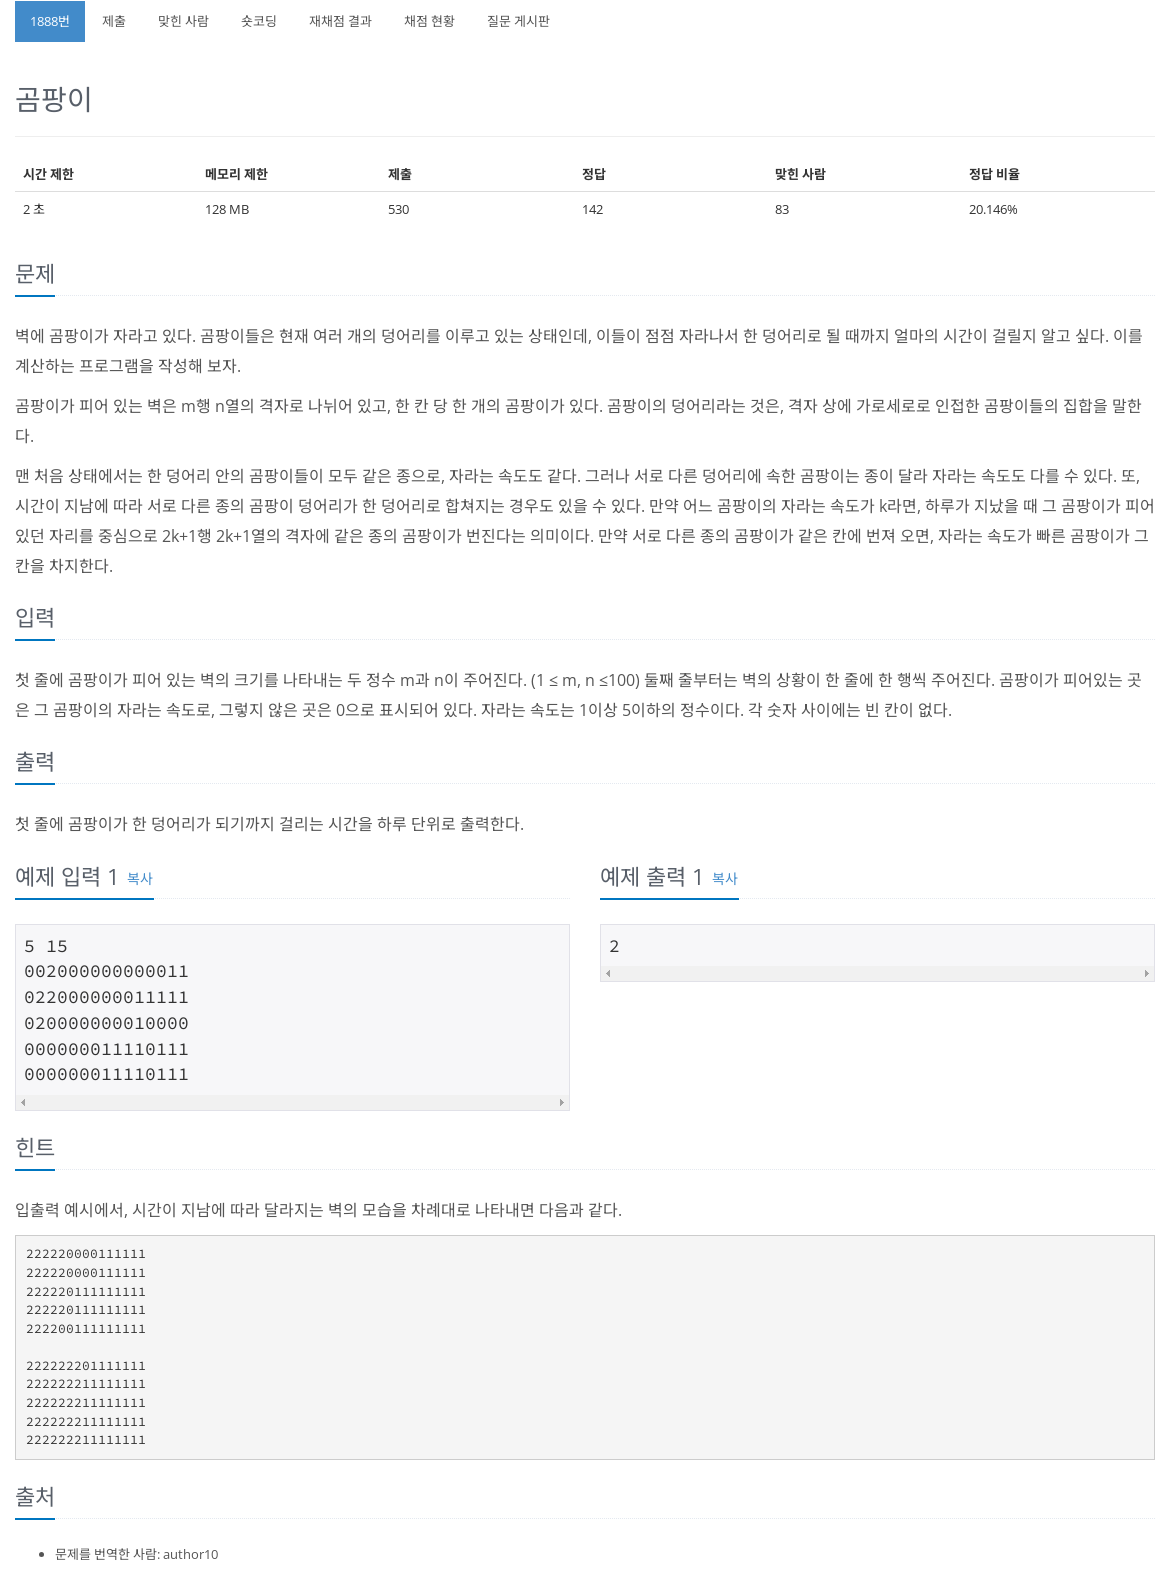 1888번 제출 맞힌 사람 숏코딩 재채점 결과 채점 현황 질문 게시판
곰팡이
시간 제한 메모리 제한 제출 정답 맞힌 사람 정답 비율
2 초 128 MB 530 142 83 20.146%
문제
벽에 곰팡이가 자라고 있다. 곰팡이들은 현재 여러 개의 덩어리를 이루고 있는 상태인데, 이들이 점점 자라나서 한 덩어리로 될 때까지 얼마의 시간이 걸릴지 알고 싶다. 이를
계산하는 프로그램을 작성해 보자.
곰팡이가 피어 있는 벽은 m행 n열의 격자로 나뉘어 있고, 한 칸 당 한 개의 곰팡이가 있다. 곰팡이의 덩어리라는 것은, 격자 상에 가로세로로 인접한 곰팡이들의 집합을 말한
다.
맨 처음 상태에서는 한 덩어리 안의 곰팡이들이 모두 같은 종으로, 자라는 속도도 같다. 그러나 서로 다른 덩어리에 속한 곰팡이는 종이 달라 자라는 속도도 다를 수 있다. 또,
시간이 지남에 따라 서로 다른 종의 곰팡이 덩어리가 한 덩어리로 합쳐지는 경우도 있을 수 있다. 만약 어느 곰팡이의 자라는 속도가 k라면, 하루가 지났을 때 그 곰팡이가 피어
있던 자리를 중심으로 2k+1행 2k+1열의 격자에 같은 종의 곰팡이가 번진다는 의미이다. 만약 서로 다른 종의 곰팡이가 같은 칸에 번져 오면, 자라는 속도가 빠른 곰팡이가 그
칸을 차지한다.
입력
첫 줄에 곰팡이가 피어 있는 벽의 크기를 나타내는 두 정수 m과 n이 주어진다. (1 ≤ m, n ≤100) 둘째 줄부터는 벽의 상황이 한 줄에 한 행씩 주어진다. 곰팡이가 피어있는 곳
은 그 곰팡이의 자라는 속도로, 그렇지 않은 곳은 0으로 표시되어 있다. 자라는 속도는 1이상 5이하의 정수이다. 각 숫자 사이에는 빈 칸이 없다.
출력
첫 줄에 곰팡이가 한 덩어리가 되기까지 걸리는 시간을 하루 단위로 출력한다.
예제 입력 1 복사
5 15
002000000000011
022000000011111
020000000010000
000000011110111
000000011110111
예제 출력 1 복사
2
힌트
입출력 예시에서, 시간이 지남에 따라 달라지는 벽의 모습을 차례대로 나타내면 다음과 같다.
222220000111111
222220000111111
222220111111111
222220111111111
222200111111111
222222201111111
222222211111111
222222211111111
222222211111111
222222211111111
출처
문제를 번역한 사람: author10